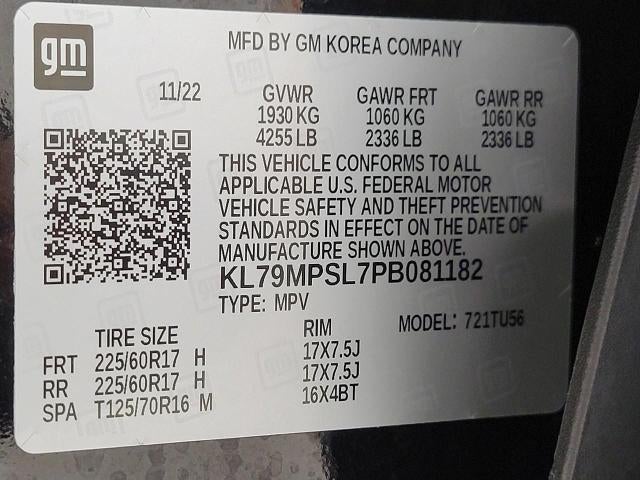 gm
MFD BY GM KOREA COMPANY
11/22 GVWR GAWR FRT GAWR RR
1930 KG 1060 KG 1060 KG
4255 LB 2336 LB 2336 LB
THIS VEHICLE CONFORMS TO ALL
APPLICABLE U.S. FEDERAL MOTOR
VEHICLE SAFETY AND THEFT PREVENTION
STANDARDS IN EFFECT ON THE DATE OF
MANUFACTURE SHOWN ABOVE.
KL79MPSL7PB081182
TYPE: MPV
MODEL: 721TU56
TIRE SIZE RIM
FRT 225/60R17 H 17X7.5J
RR 225/60R17 H 17X7.5J
SPA T125/70R16 M 16X4BT